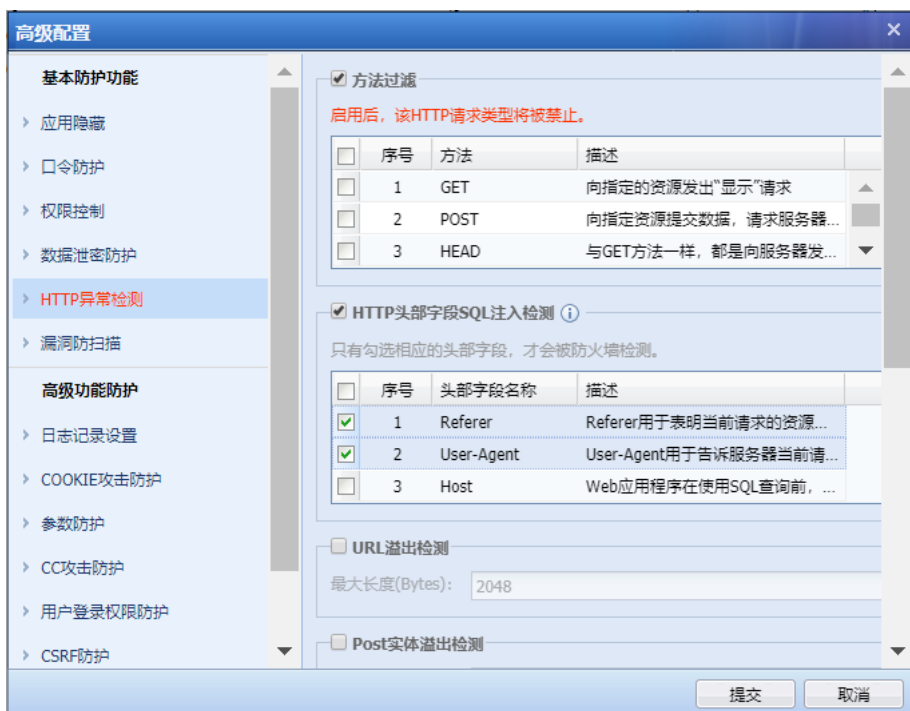 高级配置
基本防护功能
应用隐藏
口令防护
权限控制
数据泄密防护
HTTP异常检测
漏洞防扫描
高级功能防护
日志记录设置
COOKIE攻击防护
参数防护
CC攻击防护
用户登录权限防护
CSRF防护
方法过滤
启用后，该HTTP请求类型将被禁止。
序号 方法 描述
1 GET 向指定的资源发出“显示”请求
2 POST 向指定资源提交数据，请求服务器...
3 HEAD 与GET方法一样，都是向服务器发...
HTTP头部字段SQL注入检测
只有勾选相应的头部字段，才会被防火墙检测。
序号 头部字段名称 描述
1 Referer Referer用于表明当前请求的资源...
2 User-Agent User-Agent用于告诉服务器当前请...
3 Host Web应用程序在使用SQL查询前，...
URL溢出检测
最大长度(Bytes)： 2048
Post实体溢出检测
提交 取消